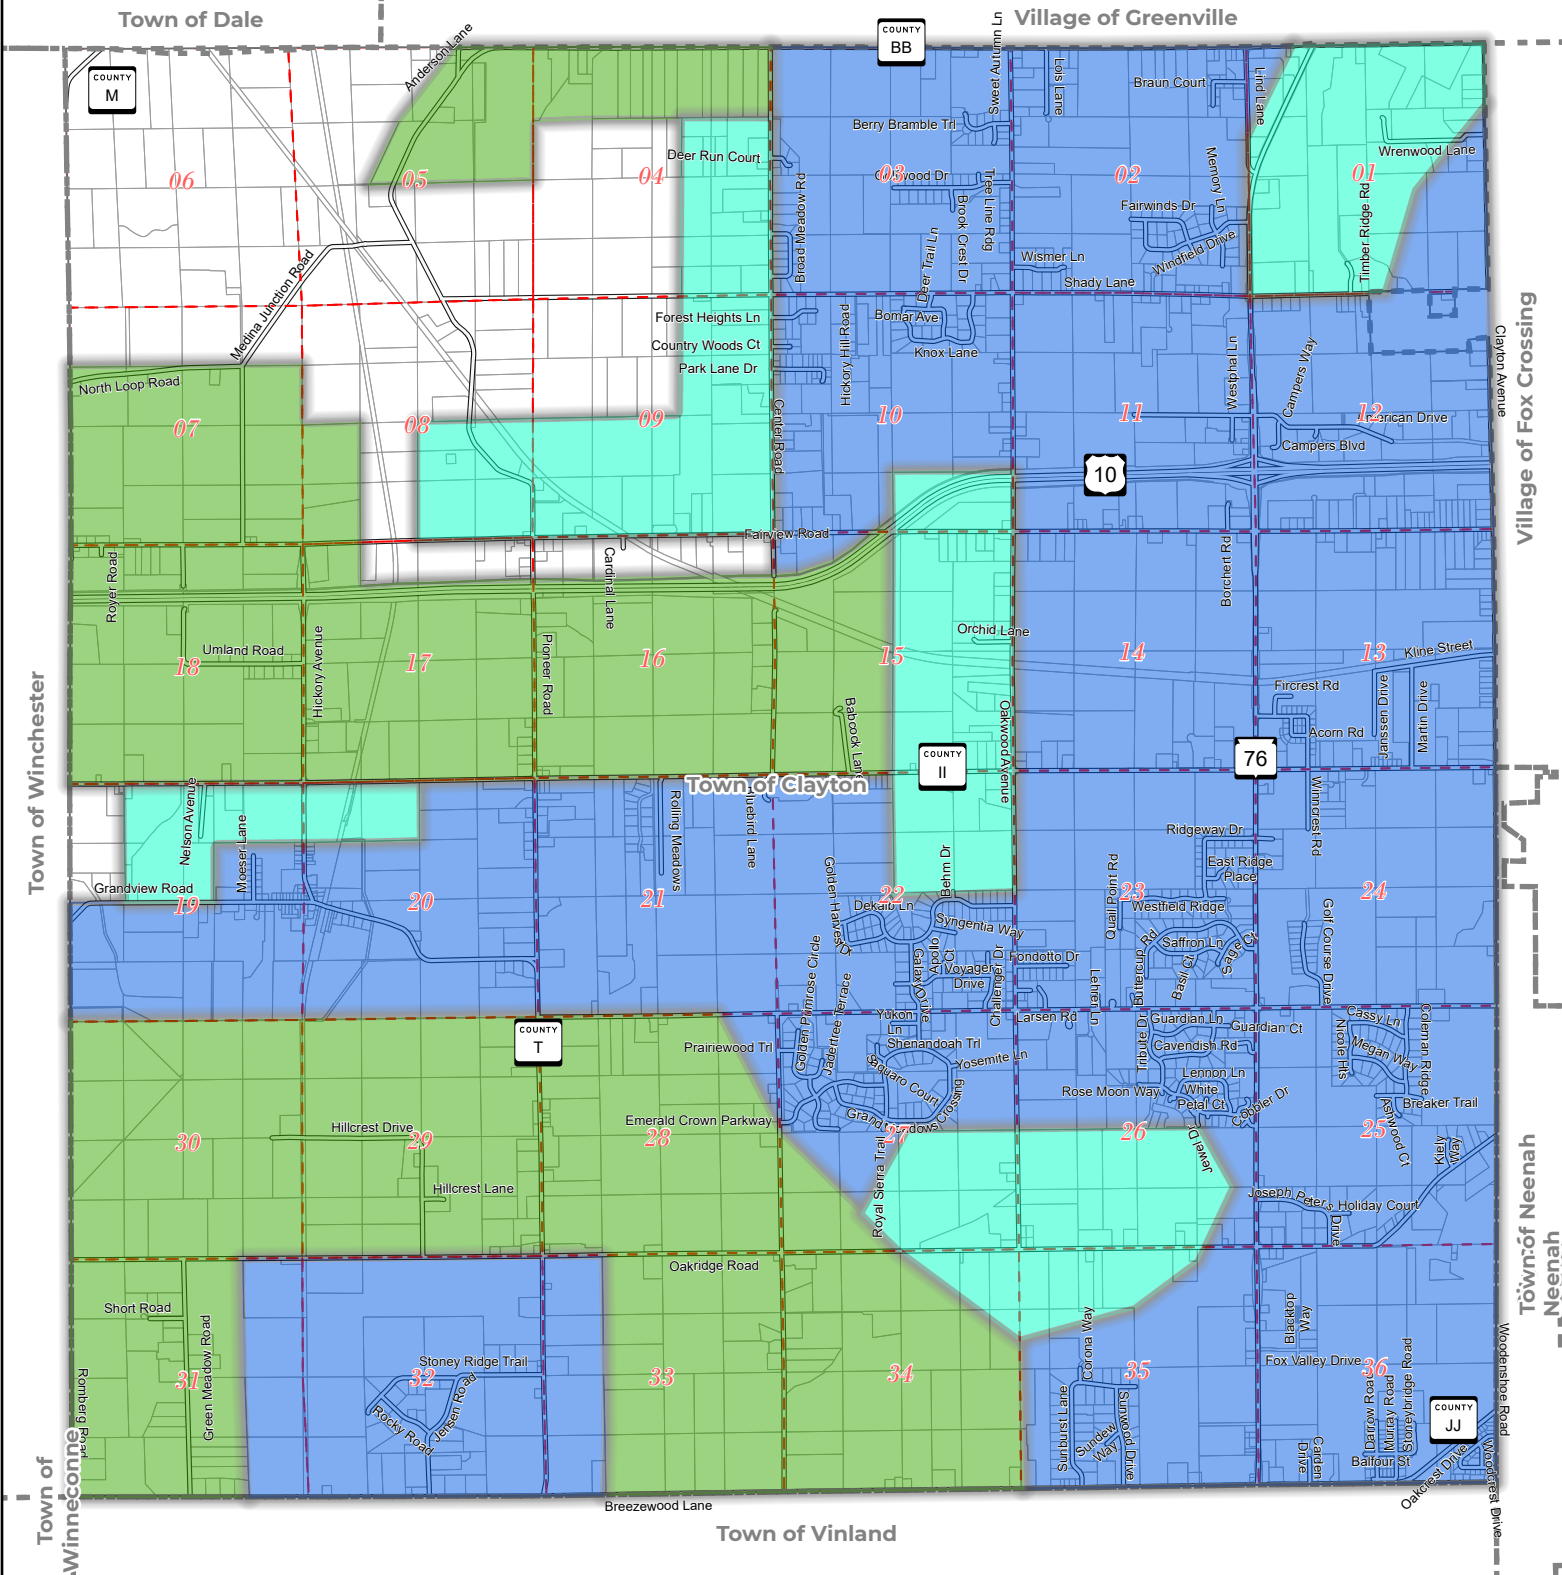 Town of Dale
Village of Greenville
COUNTY
M
Anderson Lane
COUNTY
BB
Sweet Autumn Ln
Lois Lane
Braun Court
Lind Lane
Berry Bramble Trl
Wrenwood Lane
Deer Run Court
06
05
04
03
02
01
Broad Meadow Rd
Tree Line Rdg
Brook Crest Dr
Deer Trail Ln
Memory Ln
Fairwinds Dr
Windfield Drive
Timber Ridge Rd
Wismer Ln
Shady Lane
Medina Junction Road
Forest Heights Ln
Country Woods Ct
Park Lane Dr
Hickory Hill Road
Bomar Ave
Knox Lane
Westphal Ln
Campers Way
Clayton Avenue
Village of Fox Crossing
North Loop Road
07
08
09
10
11
12
Center Road
Campers Blvd
10
Fairview Road
Royer Road
Cardinal Lane
Borchert Rd
Orchid Lane
Umland Road
Hickory Avenue
Pioneer Road
18
17
16
15
14
13
Kline Street
Fircrest Rd
Acorn Rd
Janssen Drive
Martin Drive
Babcock Lane
Oakwood Avenue
Town of Winchester
COUNTY
II
76
Town of Clayton
Nelson Avenue
Moeser Lane
Rolling Meadows
Winncrest Rd
Ridgeway Dr
East Ridge
Place
Behm Dr
Quail Point Rd
Grandview Road
19
20
21
22
23
24
Golden Harvest Dr
Dekalb Ln
Syngentia Way
Westfield Ridge
Saffron Ln
Sage Ct
Basil Ct
Buttercup Rd
Golf Course Drive
Apollo
Ct
Galaxy Drive
Voyager
Drive
Challenger Dr
Fondotto Dr
Lehrer Ln
Golden Primrose Circle
Jadertree Terrace
Yukon
Ln
Larsen Rd
Shenandoah Trl
Yosemite Ln
Saguaro Court
Tribute Dr
Guardian Ln
Guardian Ct
Cavendish Rd
Lennon Ln
White
Petal Ct
Rose Moon Way
Cobbler Dr
Cassy Ln
Megan Way
Nicole Hts
Coleman Ridge
Breaker Trail
Ashwood Ct
Kiely
Way
COUNTY
T
Prairiewood Trl
Emerald Crown Parkway
Grand Meadows Crossing
Hillcrest Drive
Hillcrest Lane
30
29
28
27
26
25
Royal Sierra Trail
Jewel Dr
Joseph Peters
Drive
Holiday Court
Town of Neenah
Neenah
Oakridge Road
Short Road
Green Meadow Road
Romberg Road
Stoney Ridge Trail
Rocky Road
Jensen Road
31
32
33
34
35
36
Corona Way
Sunburst Lane
Sundew
Way
Sunwood Drive
Blacktop
Way
Fox Valley Drive
Darrow Road
Murray Road
Stoneybridge Road
Balfour St
Carden
Drive
COUNTY
JJ
Oakcrest Drive
Woodenshoe Road
Woodcrest Drive
Breezewood Lane
Town of
Winneconne
Town of Vinland